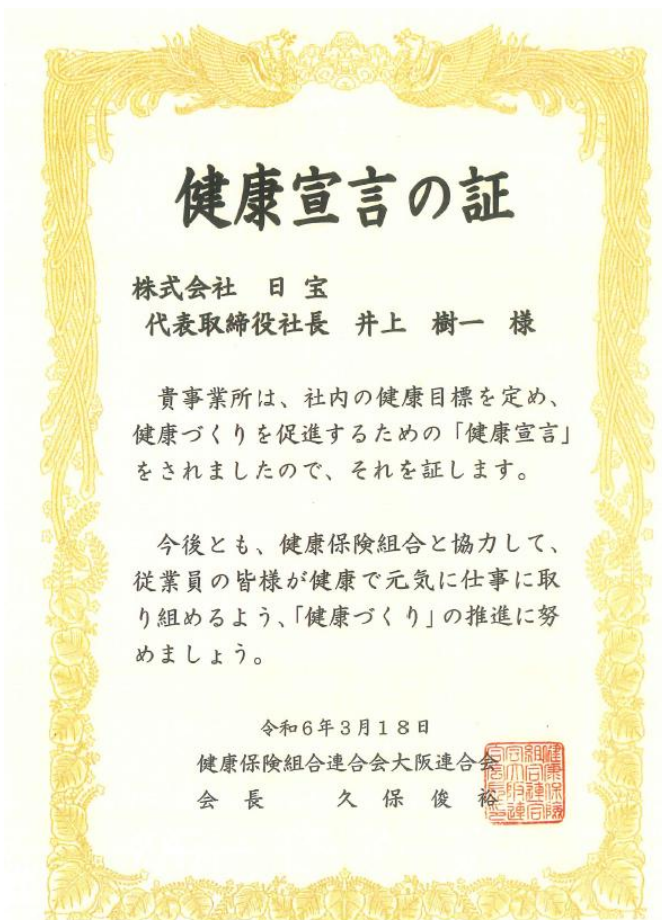 健康宣言の証
株式会社 日宝
代表取締役社長 井上 樹一 様
貴事業所は、社内の健康目標を定め、
健康づくりを促進するための「健康宣言」
をされましたので、それを証します。
今後とも、健康保険組合と協力して、
従業員の皆様が健康で元気に仕事に取
り組めるよう、「健康づくり」の推進に努
めましょう。
令和6年3月18日
健康保険組合連合会大阪連合会
会長 久保俊裕